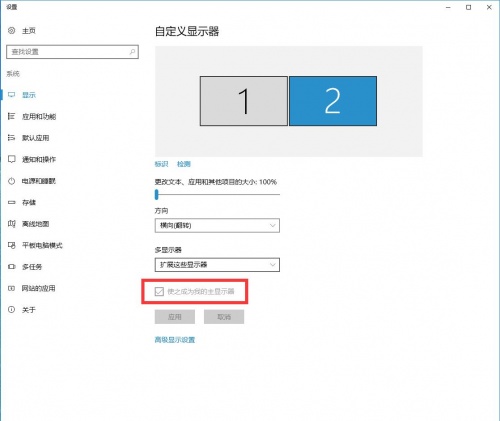 设置
主页
查找设置
系统
显示
应用和功能
默认应用
通知和操作
电源和睡眠
存储
离线地图
平板电脑模式
多任务
网站的应用
关于
自定义显示器
1
2
标识 检测
更改文本、应用和其他项目的大小: 100%
方向
横向(翻转)
多显示器
扩展这些显示器
使之成为我的主显示器
应用 取消
高级显示设置